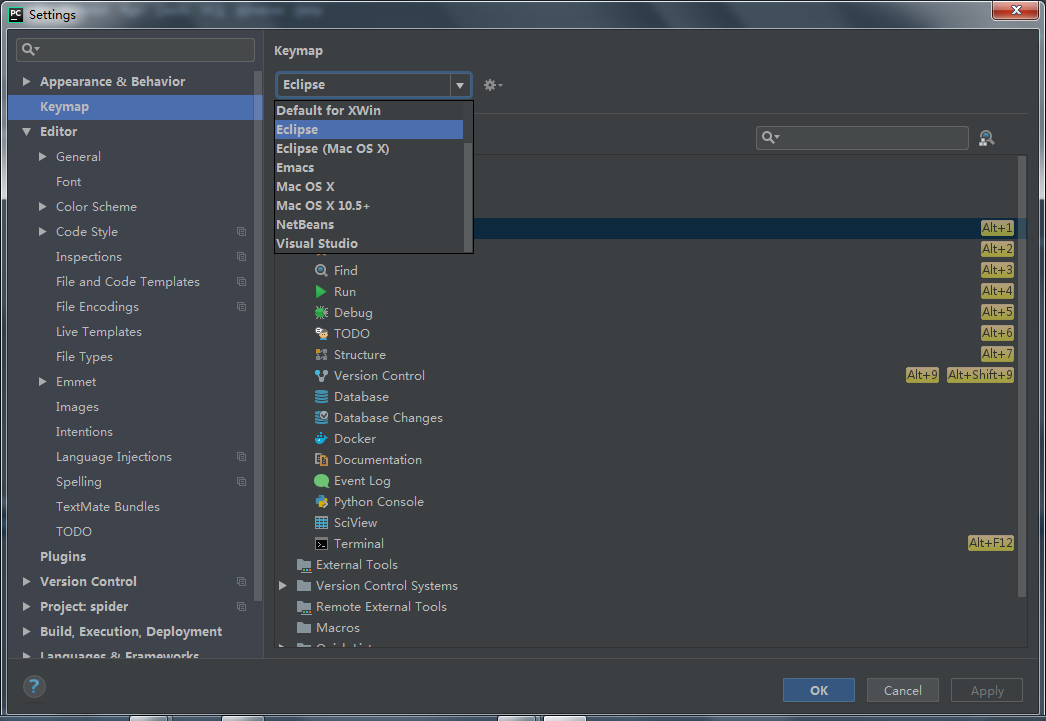 PC Settings
Appearance & Behavior
Keymap
Editor
General
Font
Color Scheme
Code Style
Inspections
File and Code Templates
File Encodings
Live Templates
File Types
Emmet
Images
Intentions
Language Injections
Spelling
TextMate Bundles
TODO
Plugins
Version Control
Project: spider
Build, Execution, Deployment
Languages & Frameworks
?
Keymap
Eclipse
Default for XWin
Eclipse
Eclipse (Mac OS X)
Emacs
Mac OS X
Mac OS X 10.5+
NetBeans
Visual Studio
Alt+1
Alt+2
Find Alt+3
Run Alt+4
Debug Alt+5
TODO Alt+6
Structure Alt+7
Version Control Alt+9 Alt+Shift+9
Database
Database Changes
Docker
Documentation
Event Log
Python Console
SciView
Terminal Alt+F12
External Tools
Version Control Systems
Remote External Tools
Macros
OK Cancel Apply